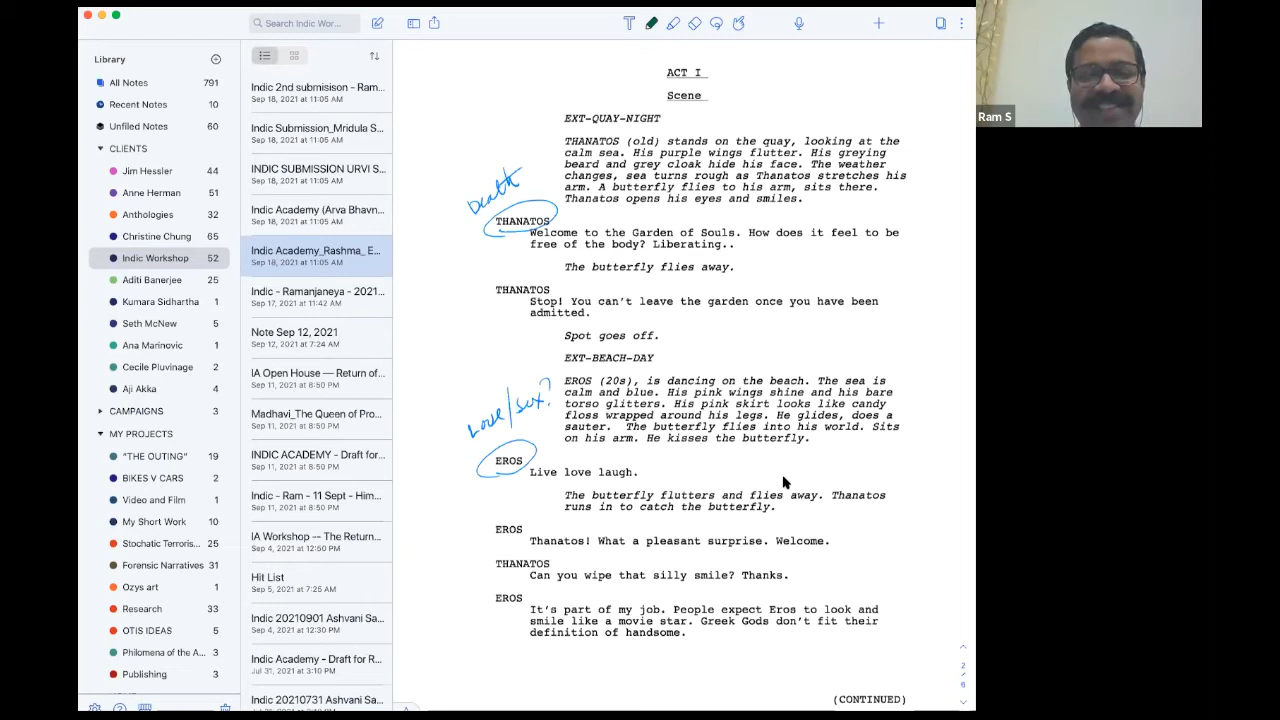 Search Indic Wor...
Library
All Notes 791
Recent Notes 10
Unfiled Notes 60
CLIENTS
Jim Hessler 44
Anne Herman 51
Anthologies 32
Christine Chung 65
Indic Workshop 52
Aditi Banerjee 25
Kumara Sidhartha 1
Seth McNew 5
Ana Marinovic 1
Cecile Pluvinage 2
Aji Akka 4
CAMPAIGNS 3
MY PROJECTS
"THE OUTING" 19
BIKES V CARS 2
Video and Film 1
My Short Work 10
Stochatic Terroris... 25
Forensic Narratives 31
Ozys art 1
Research 33
OTIS IDEAS 5
Philomena of the A... 3
Publishing 3
Indic 2nd submisison - Ram...
Sep 18, 2021 at 11:05 AM
Indic Submission_Mridula S...
Sep 18, 2021 at 11:05 AM
INDIC SUBMISSION URVI S...
Sep 18, 2021 at 11:05 AM
Indic Academy (Arva Bhavn...
Sep 18, 2021 at 11:05 AM
Indic Academy_Rashma_ E...
Sep 18, 2021 at 11:05 AM
Indic - Ramanjaneya - 2021...
Sep 17, 2021 at 11:42 AM
Note Sep 12, 2021
Sep 12, 2021 at 7:24 AM
IA Open House — Return of...
Sep 11, 2021 at 8:50 PM
Madhavi_The Queen of Pro...
Sep 11, 2021 at 8:50 PM
INDIC ACADEMY - Draft for...
Sep 11, 2021 at 8:50 PM
Indic - Ram - 11 Sept - Him...
Sep 11, 2021 at 8:50 PM
IA Workshop -- The Return...
Sep 4, 2021 at 12:50 PM
Hit List
Sep 5, 2021 at 7:25 AM
Indic 20210901 Ashvani Sa...
Sep 4, 2021 at 12:30 PM
Indic Academy - Draft for R...
Jul 31, 2021 at 3:10 PM
Indic 20210731 Ashvani Sa...
ACT I
Scene
EXT-QUAY-NIGHT
THANATOS (old) stands on the quay, looking at the
calm sea. His purple wings flutter. His greying
beard and grey cloak hide his face. The weather
changes, sea turns rough as Thanatos stretches his
arm. A butterfly flies to his arm, sits there.
Thanatos opens his eyes and smiles.
Death
THANATOS
Welcome to the Garden of Souls. How does it feel to be
free of the body? Liberating..
The butterfly flies away.
THANATOS
Stop! You can't leave the garden once you have been
admitted.
Spot goes off.
EXT-BEACH-DAY
EROS (20s), is dancing on the beach. The sea is
calm and blue. His pink wings shine and his bare
torso glitters. His pink skirt looks like candy
floss wrapped around his legs. He glides, does a
sauter. The butterfly flies into his world. Sits
on his arm. He kisses the butterfly.
Love/Sex?
EROS
Live love laugh.
The butterfly flutters and flies away. Thanatos
runs in to catch the butterfly.
EROS
Thanatos! What a pleasant surprise. Welcome.
THANATOS
Can you wipe that silly smile? Thanks.
EROS
It's part of my job. People expect Eros to look and
smile like a movie star. Greek Gods don't fit their
definition of handsome.
(CONTINUED)
2
/
6
Ram S